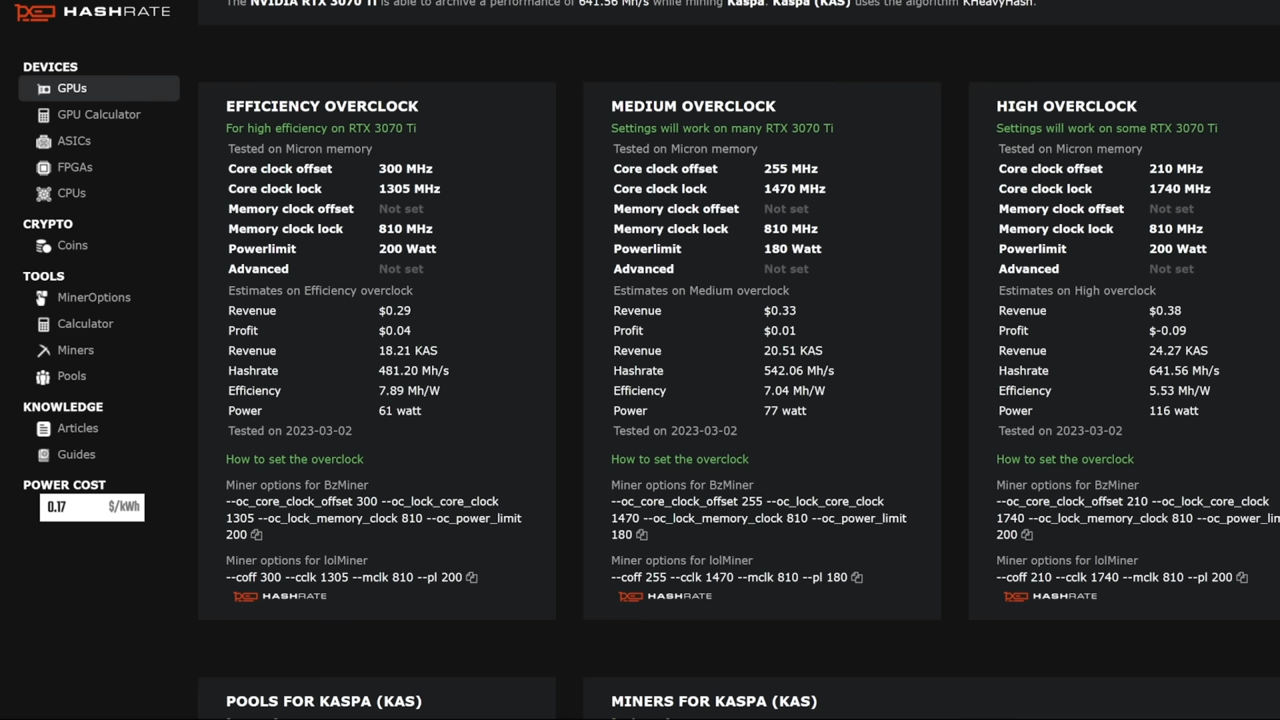 HASHRATE
The NVIDIA RTX 3070 Ti is able to archive a performance of 641.56 Mh/s while mining Kaspa. Kaspa (KAS) uses the algorithm KHeavyHash.
DEVICES
GPUs
GPU Calculator
ASICs
FPGAs
CPUs
CRYPTO
Coins
TOOLS
MinerOptions
Calculator
Miners
Pools
KNOWLEDGE
Articles
Guides
POWER COST
0.17 $/kWh
EFFICIENCY OVERCLOCK
For high efficiency on RTX 3070 Ti
Tested on Micron memory
Core clock offset 300 MHz
Core clock lock 1305 MHz
Memory clock offset Not set
Memory clock lock 810 MHz
Powerlimit 200 Watt
Advanced Not set
Estimates on Efficiency overclock
Revenue $0.29
Profit $0.04
Revenue 18.21 KAS
Hashrate 481.20 Mh/s
Efficiency 7.89 Mh/W
Power 61 watt
Tested on 2023-03-02
How to set the overclock
Miner options for BzMiner
--oc_core_clock_offset 300 --oc_lock_core_clock
1305 --oc_lock_memory_clock 810 --oc_power_limit
200
Miner options for lolMiner
--coff 300 --cclk 1305 --mclk 810 --pl 200
HASHRATE
MEDIUM OVERCLOCK
Settings will work on many RTX 3070 Ti
Tested on Micron memory
Core clock offset 255 MHz
Core clock lock 1470 MHz
Memory clock offset Not set
Memory clock lock 810 MHz
Powerlimit 180 Watt
Advanced Not set
Estimates on Medium overclock
Revenue $0.33
Profit $0.01
Revenue 20.51 KAS
Hashrate 542.06 Mh/s
Efficiency 7.04 Mh/W
Power 77 watt
Tested on 2023-03-02
How to set the overclock
Miner options for BzMiner
--oc_core_clock_offset 255 --oc_lock_core_clock
1470 --oc_lock_memory_clock 810 --oc_power_limit
180
Miner options for lolMiner
--coff 255 --cclk 1470 --mclk 810 --pl 180
HASHRATE
HIGH OVERCLOCK
Settings will work on some RTX 3070 Ti
Tested on Micron memory
Core clock offset 210 MHz
Core clock lock 1740 MHz
Memory clock offset Not set
Memory clock lock 810 MHz
Powerlimit 200 Watt
Advanced Not set
Estimates on High overclock
Revenue $0.38
Profit $-0.09
Revenue 24.27 KAS
Hashrate 641.56 Mh/s
Efficiency 5.53 Mh/W
Power 116 watt
Tested on 2023-03-02
How to set the overclock
Miner options for BzMiner
--oc_core_clock_offset 210 --oc_lock_core_clock
1740 --oc_lock_memory_clock 810 --oc_power_lim
200
Miner options for lolMiner
--coff 210 --cclk 1740 --mclk 810 --pl 200
HASHRATE
POOLS FOR KASPA (KAS)
MINERS FOR KASPA (KAS)